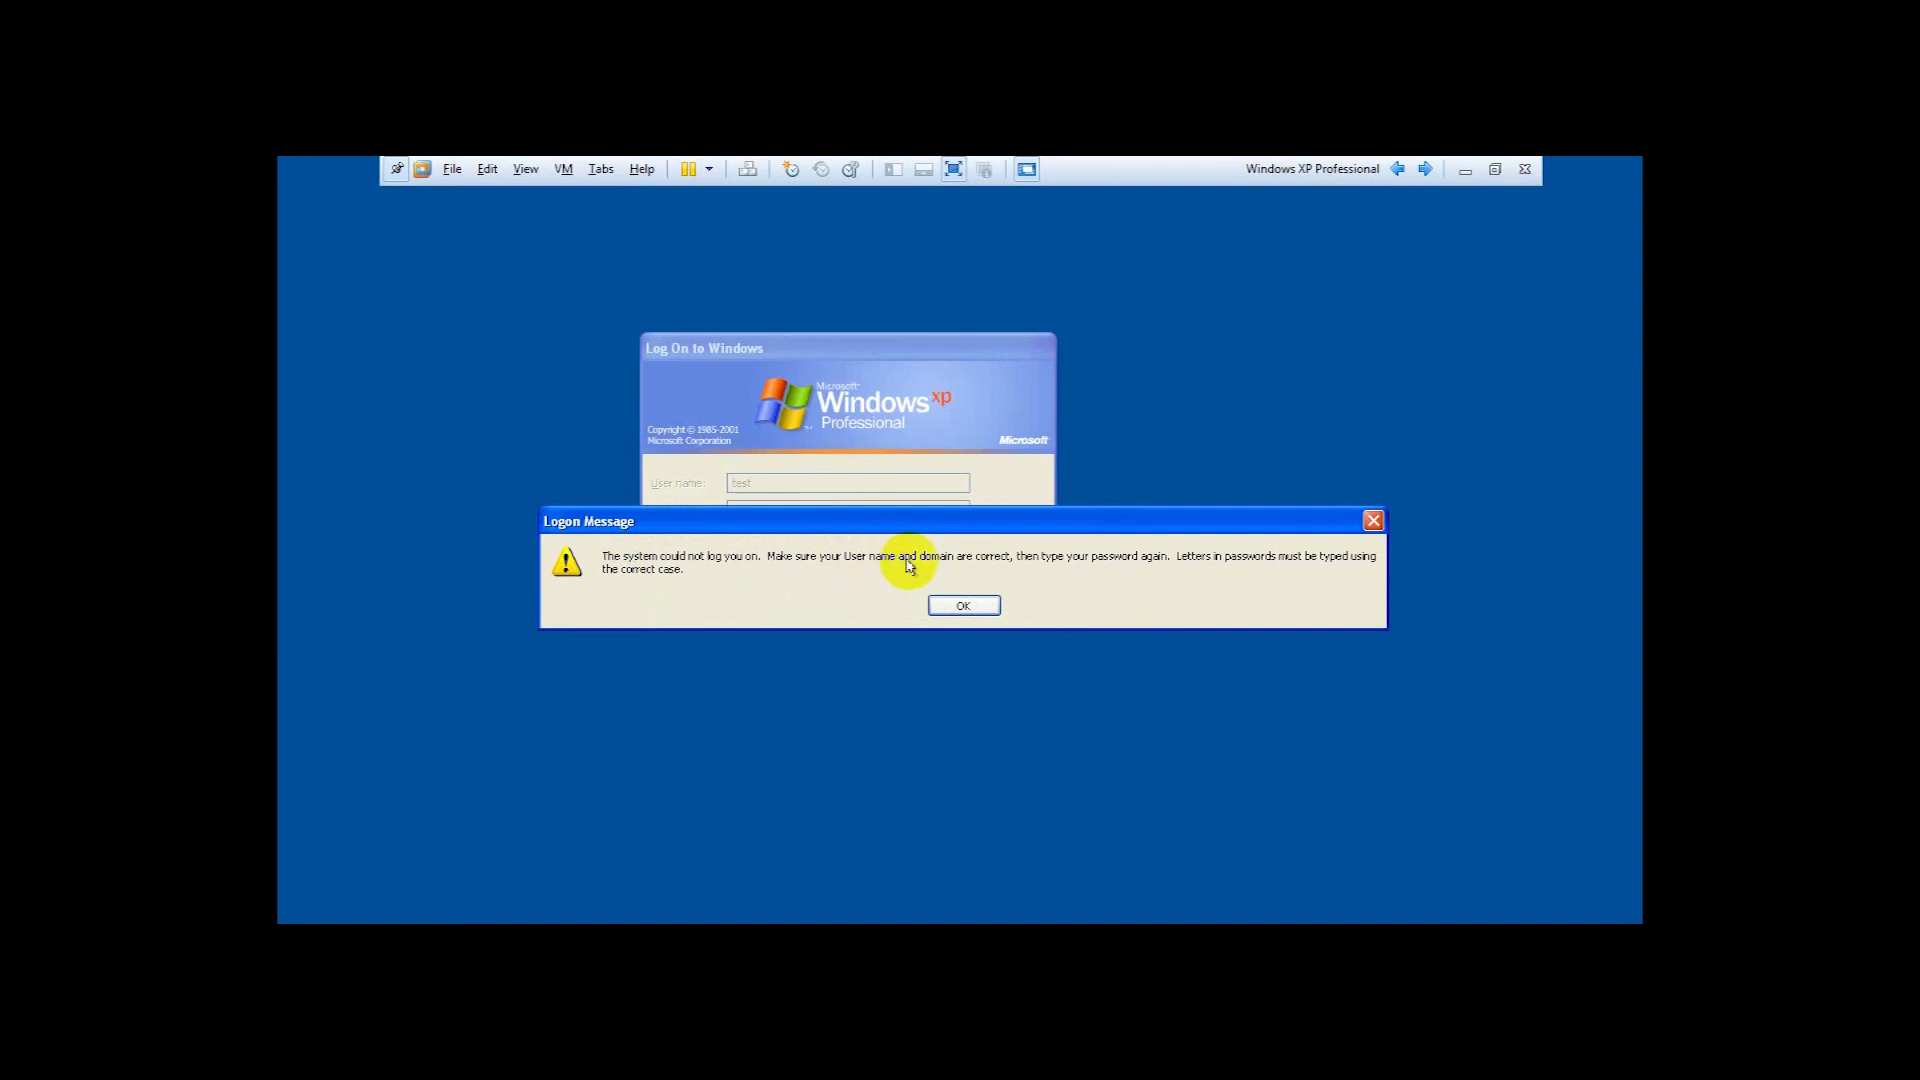 File Edit View VM Tabs Help Windows XP Professional
Log On to Windows
Microsoft
Windows xp
Professional
Copyright © 1985-2001
Microsoft Corporation
Microsoft
User name: test
Logon Message
The system could not log you on. Make sure your User name and domain are correct, then type your password again. Letters in passwords must be typed using
the correct case.
OK